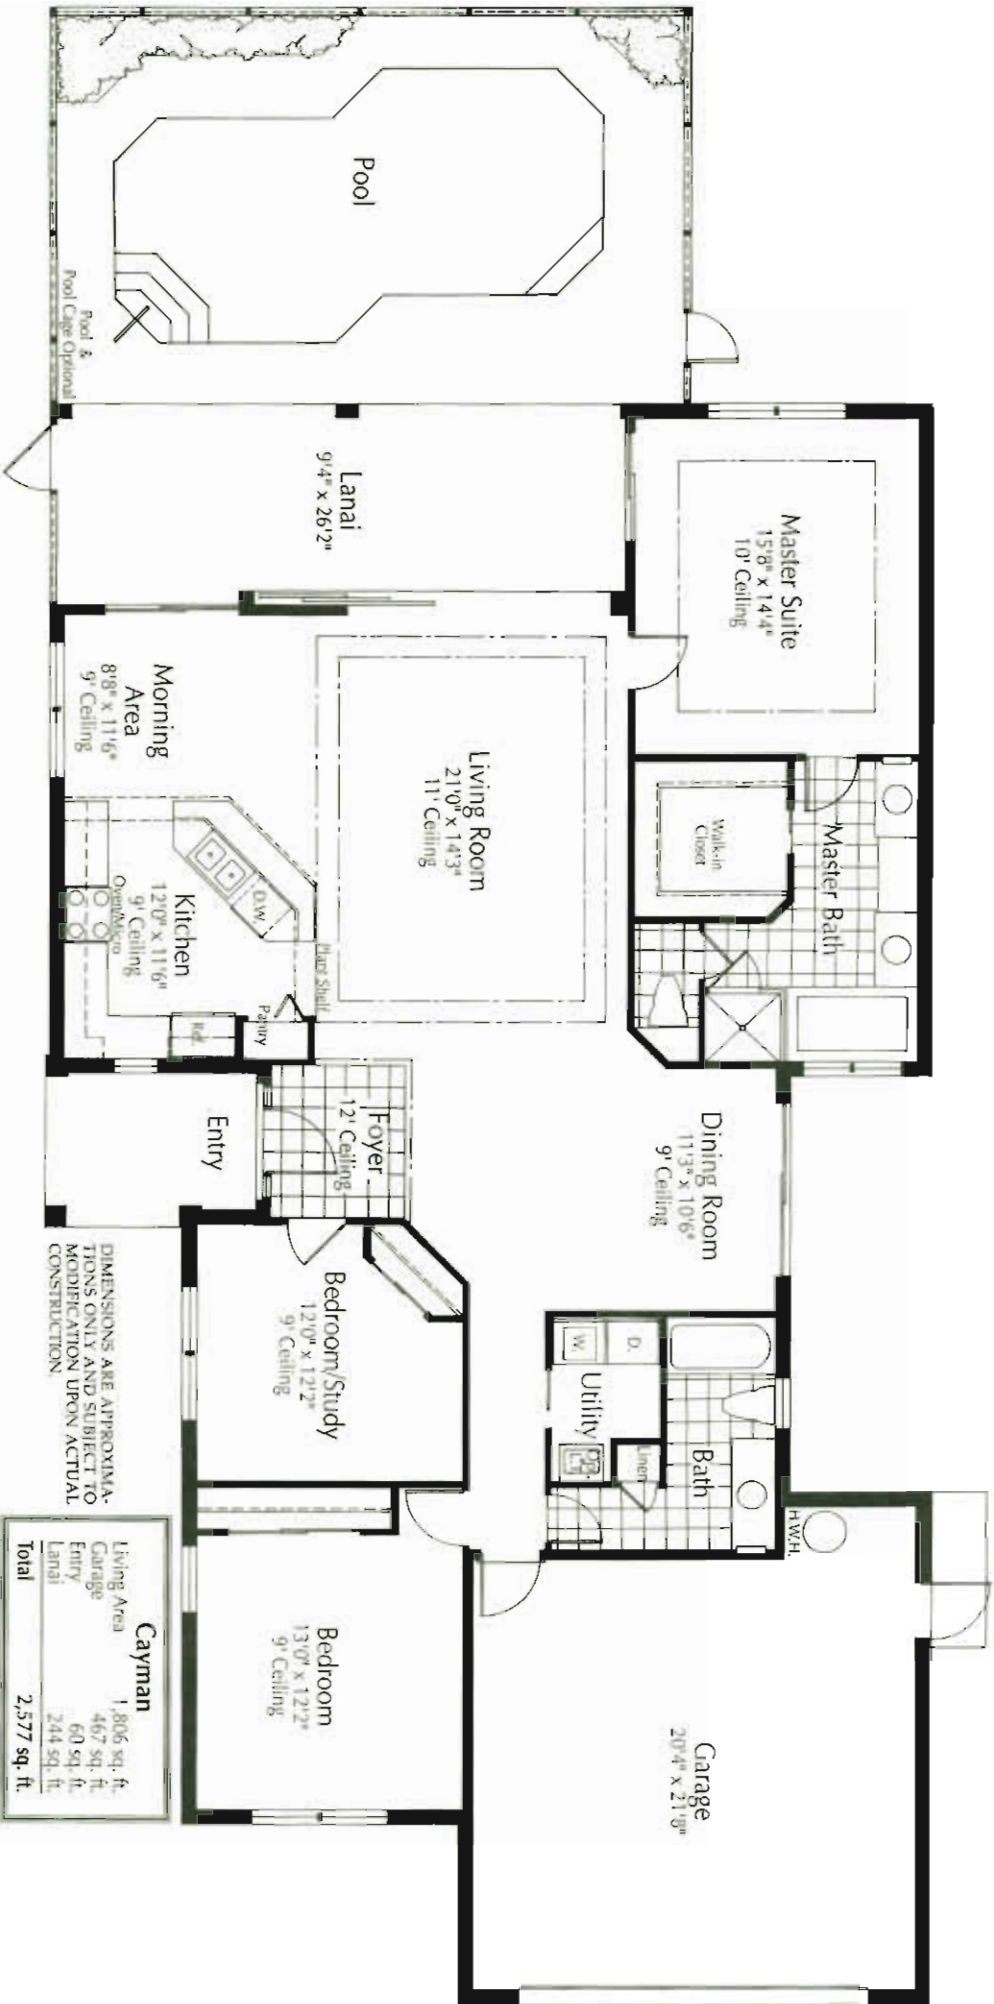 Pool
Pool &
Pool Cage Optional
Lanai
9'4" x 26'2"
Master Suite
15'8" x 14'4"
10' Ceiling
Morning
Area
8'8" x 11'6"
9' Ceiling
Living Room
21'0" x 14'3"
11' Ceiling
Walk-in
Closet
Master Bath
Kitchen
12'0" x 11'6"
9' Ceiling
Oven/Micro
D.W.
Plant Shelf
Pantry
Ref.
Foyer
12' Ceiling
Entry
Dining Room
11'3" x 10'6"
9' Ceiling
Bedroom/Study
12'0" x 12'2"
9' Ceiling
W.
D.
Utility
Linen
Bath
H.W.H.
Bedroom
13'0" x 12'2"
9' Ceiling
Garage
20'4" x 21'8"
DIMENSIONS ARE APPROXIMA-
TIONS ONLY AND SUBJECT TO
MODIFICATION UPON ACTUAL
CONSTRUCTION.
Cayman
Living Area 1,806 sq. ft.
Garage 467 sq. ft.
Entry 60 sq. ft.
Lanai 244 sq. ft.
Total 2,577 sq. ft.